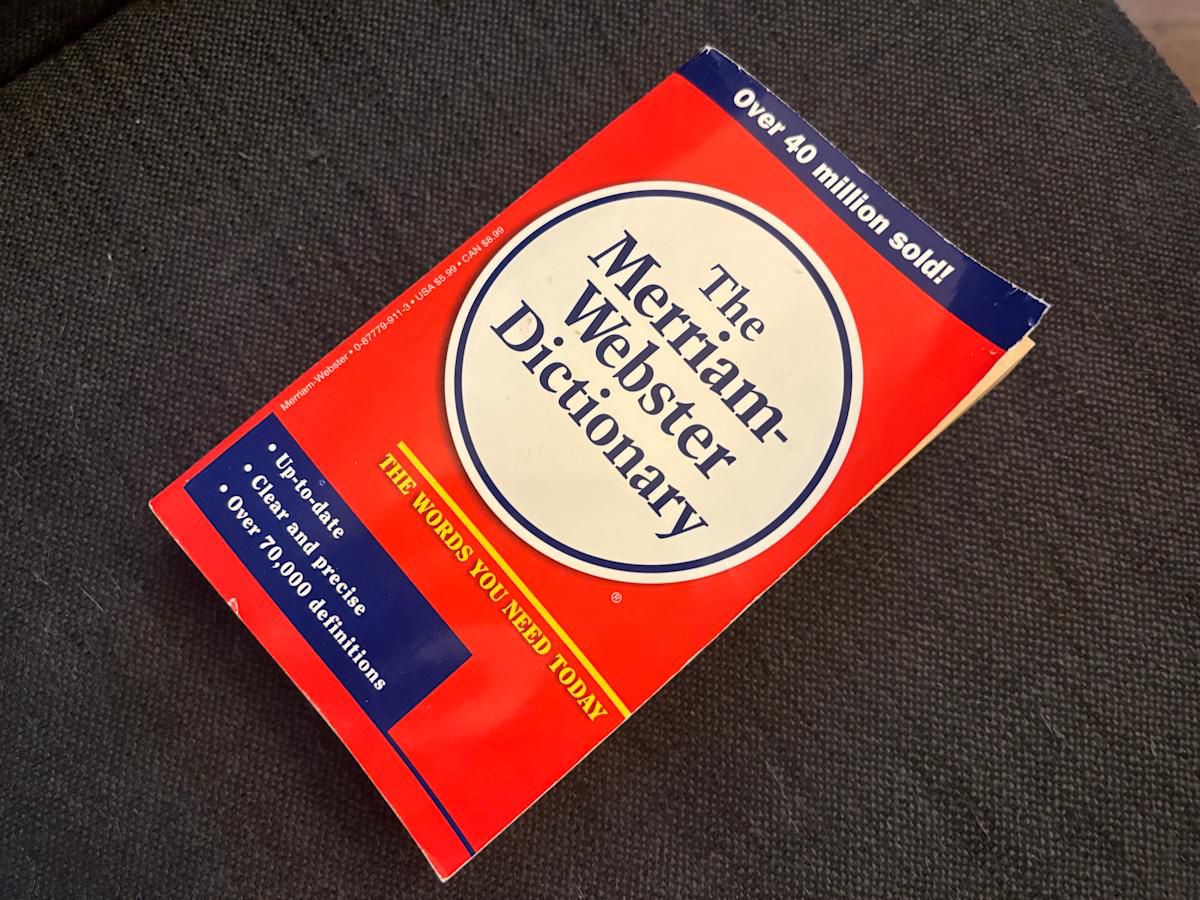 Over 40 million sold!
Merriam-Webster • 0-87779-911-3 • USA $5.99 • CAN $8.99
The
Merriam-
Webster
Dictionary
®
THE WORDS YOU NEED TODAY
• Up-to-date
• Clear and precise
• Over 70,000 definitions